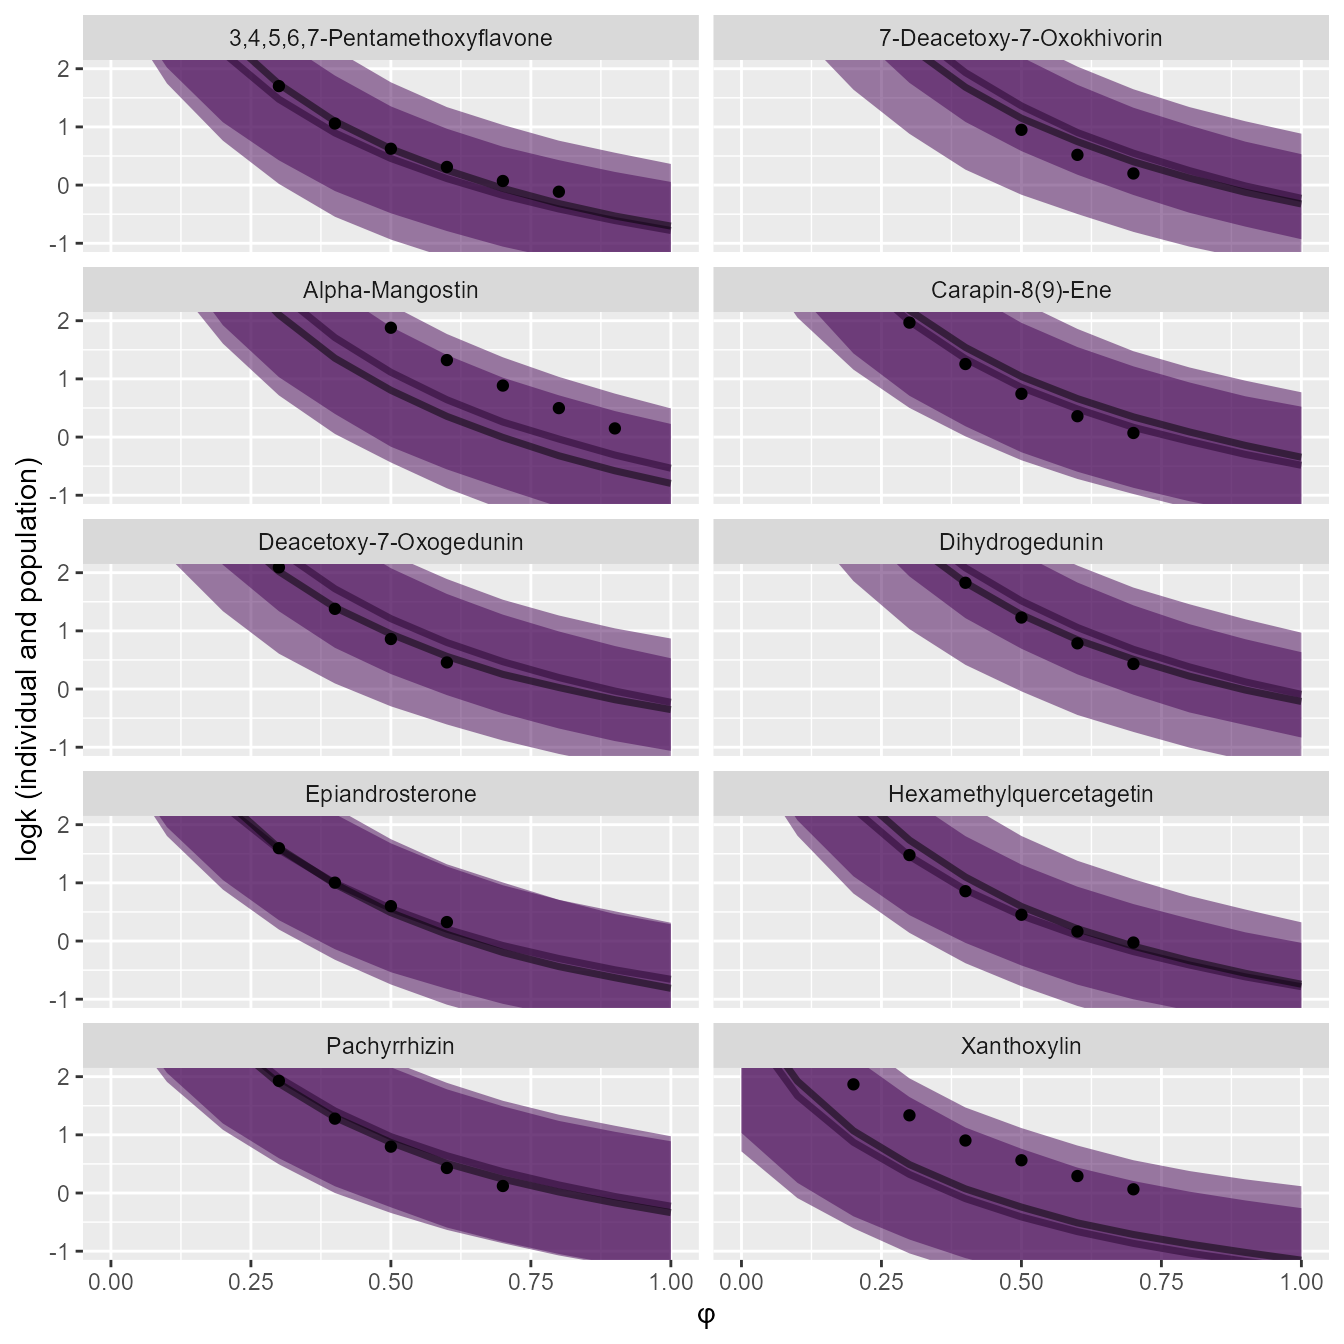 3,4,5,6,7-Pentamethoxyflavone
7-Deacetoxy-7-Oxokhivorin
2
1
0
-1
Alpha-Mangostin
Carapin-8(9)-Ene
2
1
0
-1
Deacetoxy-7-Oxogedunin
Dihydrogedunin
2
1
0
-1
logk (individual and population)
Epiandrosterone
Hexamethylquercetagetin
2
1
0
-1
Pachyrrhizin
Xanthoxylin
2
1
0
-1
0.00 0.25 0.50 0.75 1.00
0.00 0.25 0.50 0.75 1.00
φ